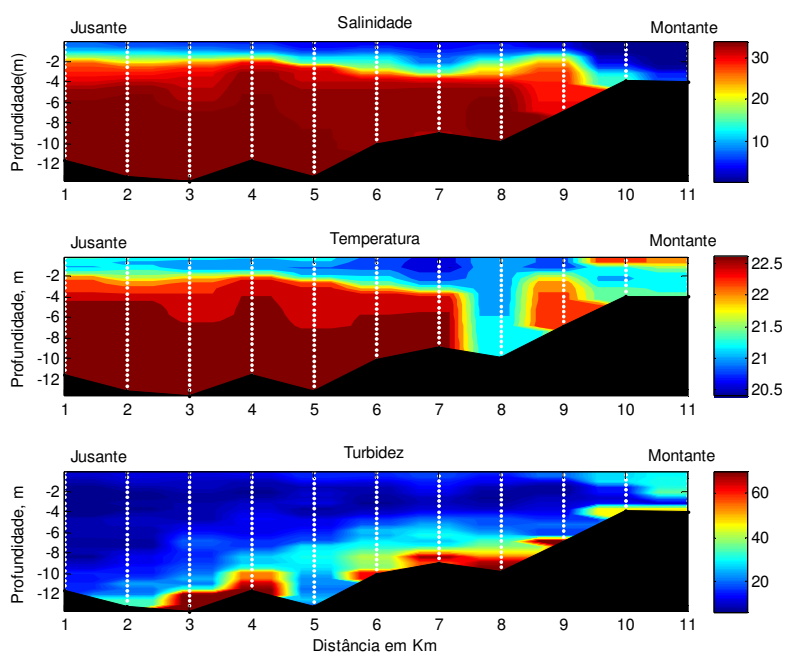 Jusante Salinidade Montante
Profundidade(m)
-2
-4
-6
-8
-10
-12
1 2 3 4 5 6 7 8 9 10 11
30
20
10
Jusante Temperatura Montante
Profundidade, m
-2
-4
-6
-8
-10
-12
1 2 3 4 5 6 7 8 9 10 11
22.5
22
21.5
21
20.5
Jusante Turbidez Montante
Profundidade, m
-2
-4
-6
-8
-10
-12
1 2 3 4 5 6 7 8 9 10 11
60
40
20
Distância em Km